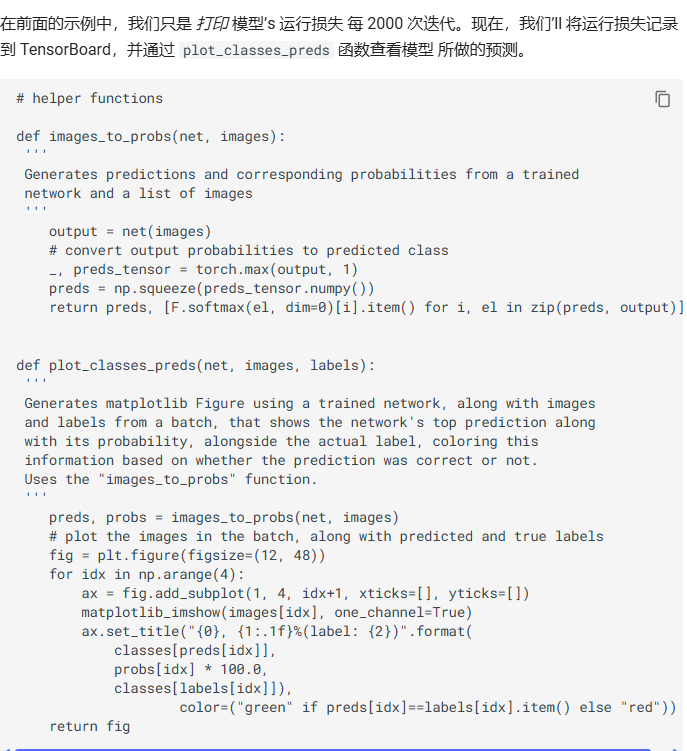 在前面的示例中，我们只是 打印 模型’s 运行损失 每 2000 次迭代。现在，我们’ll 将运行损失记录
到 TensorBoard，并通过 plot_classes_preds 函数查看模型 所做的预测。
# helper functions
def images_to_probs(net, images):
'''
Generates predictions and corresponding probabilities from a trained
network and a list of images
'''
output = net(images)
# convert output probabilities to predicted class
_, preds_tensor = torch.max(output, 1)
preds = np.squeeze(preds_tensor.numpy())
return preds, [F.softmax(el, dim=0)[i].item() for i, el in zip(preds, output)]
def plot_classes_preds(net, images, labels):
'''
Generates matplotlib Figure using a trained network, along with images
and labels from a batch, that shows the network's top prediction along
with its probability, alongside the actual label, coloring this
information based on whether the prediction was correct or not.
Uses the "images_to_probs" function.
'''
preds, probs = images_to_probs(net, images)
# plot the images in the batch, along with predicted and true labels
fig = plt.figure(figsize=(12, 48))
for idx in np.arange(4):
ax = fig.add_subplot(1, 4, idx+1, xticks=[], yticks=[])
matplotlib_imshow(images[idx], one_channel=True)
ax.set_title("{0}, {1:.1f}%(label: {2})".format(
classes[preds[idx]],
probs[idx] * 100.0,
classes[labels[idx]]),
color=("green" if preds[idx]==labels[idx].item() else "red"))
return fig